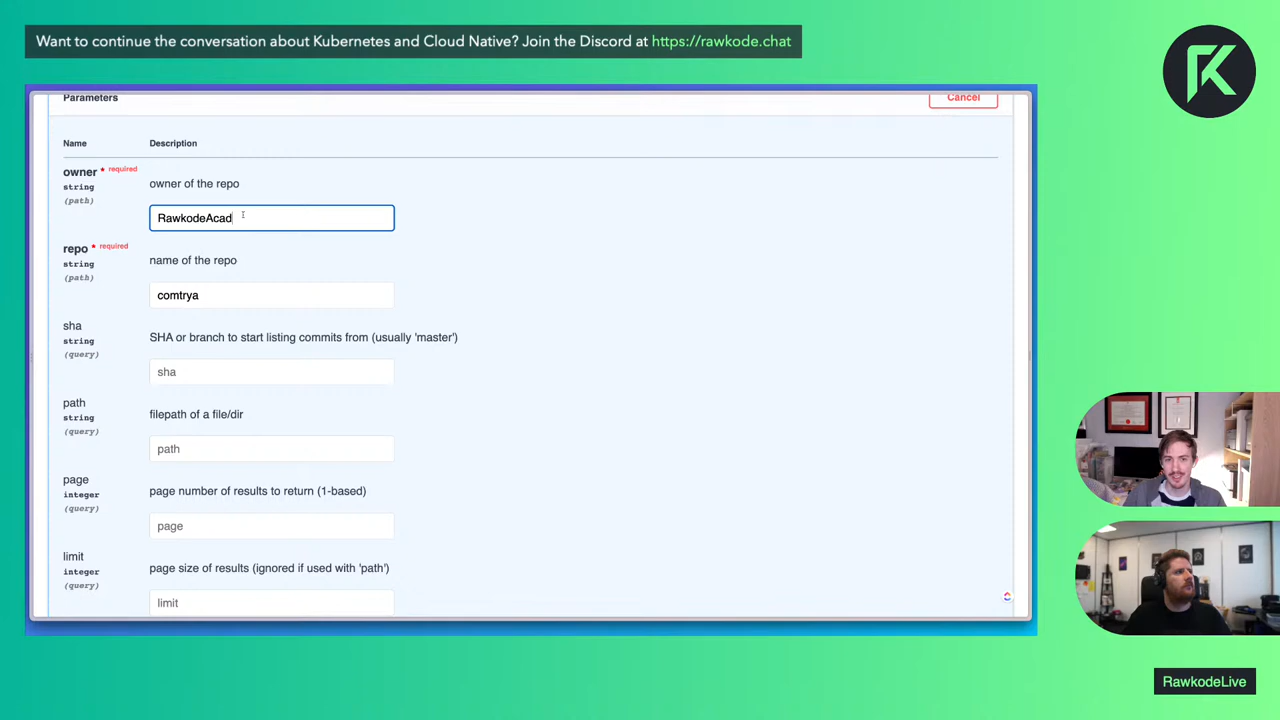 Want to continue the conversation about Kubernetes and Cloud Native? Join the Discord at https://rawkode.chat
Parameters
Cancel
Name
Description
owner * required
string
(path)
owner of the repo
RawkodeAcad
repo * required
string
(path)
name of the repo
comtrya
sha
string
(query)
SHA or branch to start listing commits from (usually 'master')
sha
path
string
(query)
filepath of a file/dir
path
page
integer
(query)
page number of results to return (1-based)
page
limit
integer
(query)
page size of results (ignored if used with 'path')
limit
RawkodeLive